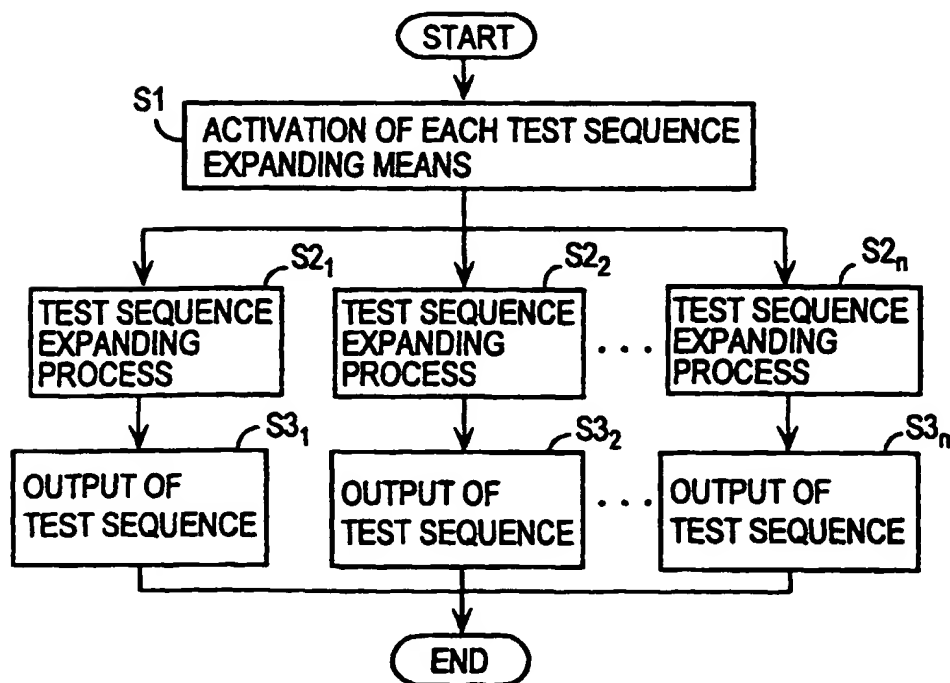 START
S1
ACTIVATION OF EACH TEST SEQUENCE
EXPANDING MEANS
S2₁
TEST SEQUENCE
EXPANDING
PROCESS
S2₂
TEST SEQUENCE
EXPANDING
PROCESS
. . .
S2ₙ
TEST SEQUENCE
EXPANDING
PROCESS
S3₁
OUTPUT OF
TEST SEQUENCE
S3₂
OUTPUT OF
TEST SEQUENCE
. . .
S3ₙ
OUTPUT OF
TEST SEQUENCE
END